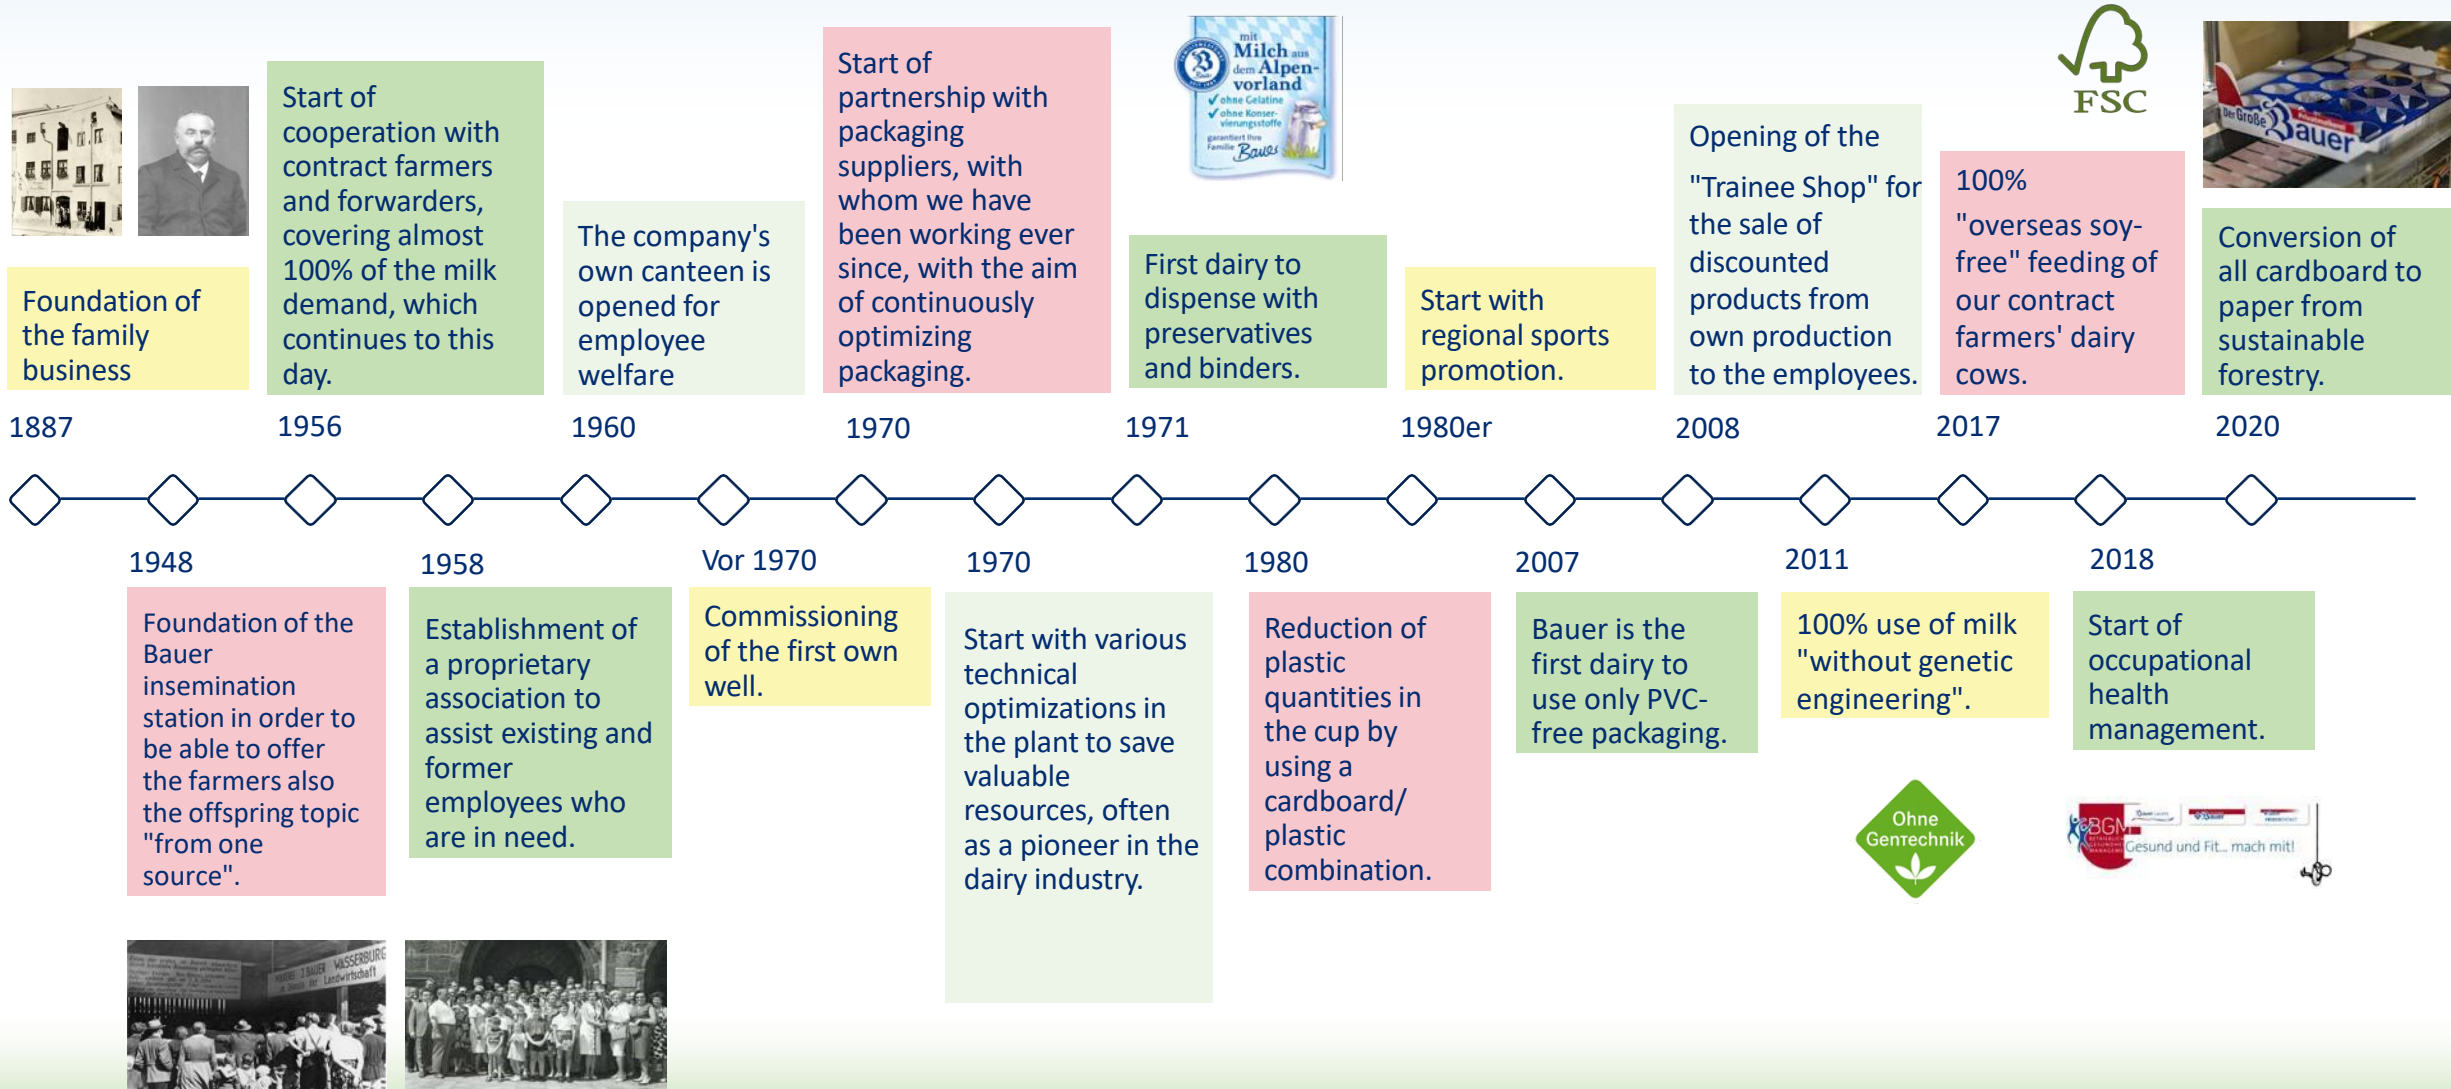 Foundation of
the family
business
1887
Start of
cooperation with
contract farmers
and forwarders,
covering almost
100% of the milk
demand, which
continues to this
day.
1956
The company's
own canteen is
opened for
employee
welfare
1960
Start of
partnership with
packaging
suppliers, with
whom we have
been working ever
since, with the aim
of continuously
optimizing
packaging.
1970
mit
Milch aus
dem Alpen-
vorland
ohne Gelatine
ohne Konser-
vierungsstoffe
garantiert Ihre
Familie Bauer
First dairy to
dispense with
preservatives
and binders.
1971
Start with
regional sports
promotion.
1980er
Opening of the
"Trainee Shop" for
the sale of
discounted
products from
own production
to the employees.
2008
FSC
100%
"overseas soy-
free" feeding of
our contract
farmers' dairy
cows.
2017
Der Große
Bauer
Conversion of
all cardboard to
paper from
sustainable
forestry.
2020
1948
Foundation of the
Bauer
insemination
station in order to
be able to offer
the farmers also
the offspring topic
"from one
source".
J. BAUER WASSERBURG
Landwirtschaft
1958
Establishment of
a proprietary
association to
assist existing and
former
employees who
are in need.
Vor 1970
Commissioning
of the first own
well.
1970
Start with various
technical
optimizations in
the plant to save
valuable
resources, often
as a pioneer in the
dairy industry.
1980
Reduction of
plastic
quantities in
the cup by
using a
cardboard/
plastic
combination.
2007
Bauer is the
first dairy to
use only PVC-
free packaging.
2011
100% use of milk
"without genetic
engineering".
Ohne
GenTechnik
2018
Start of
occupational
health
management.
BGM
Gesund und Fit... mach mit!